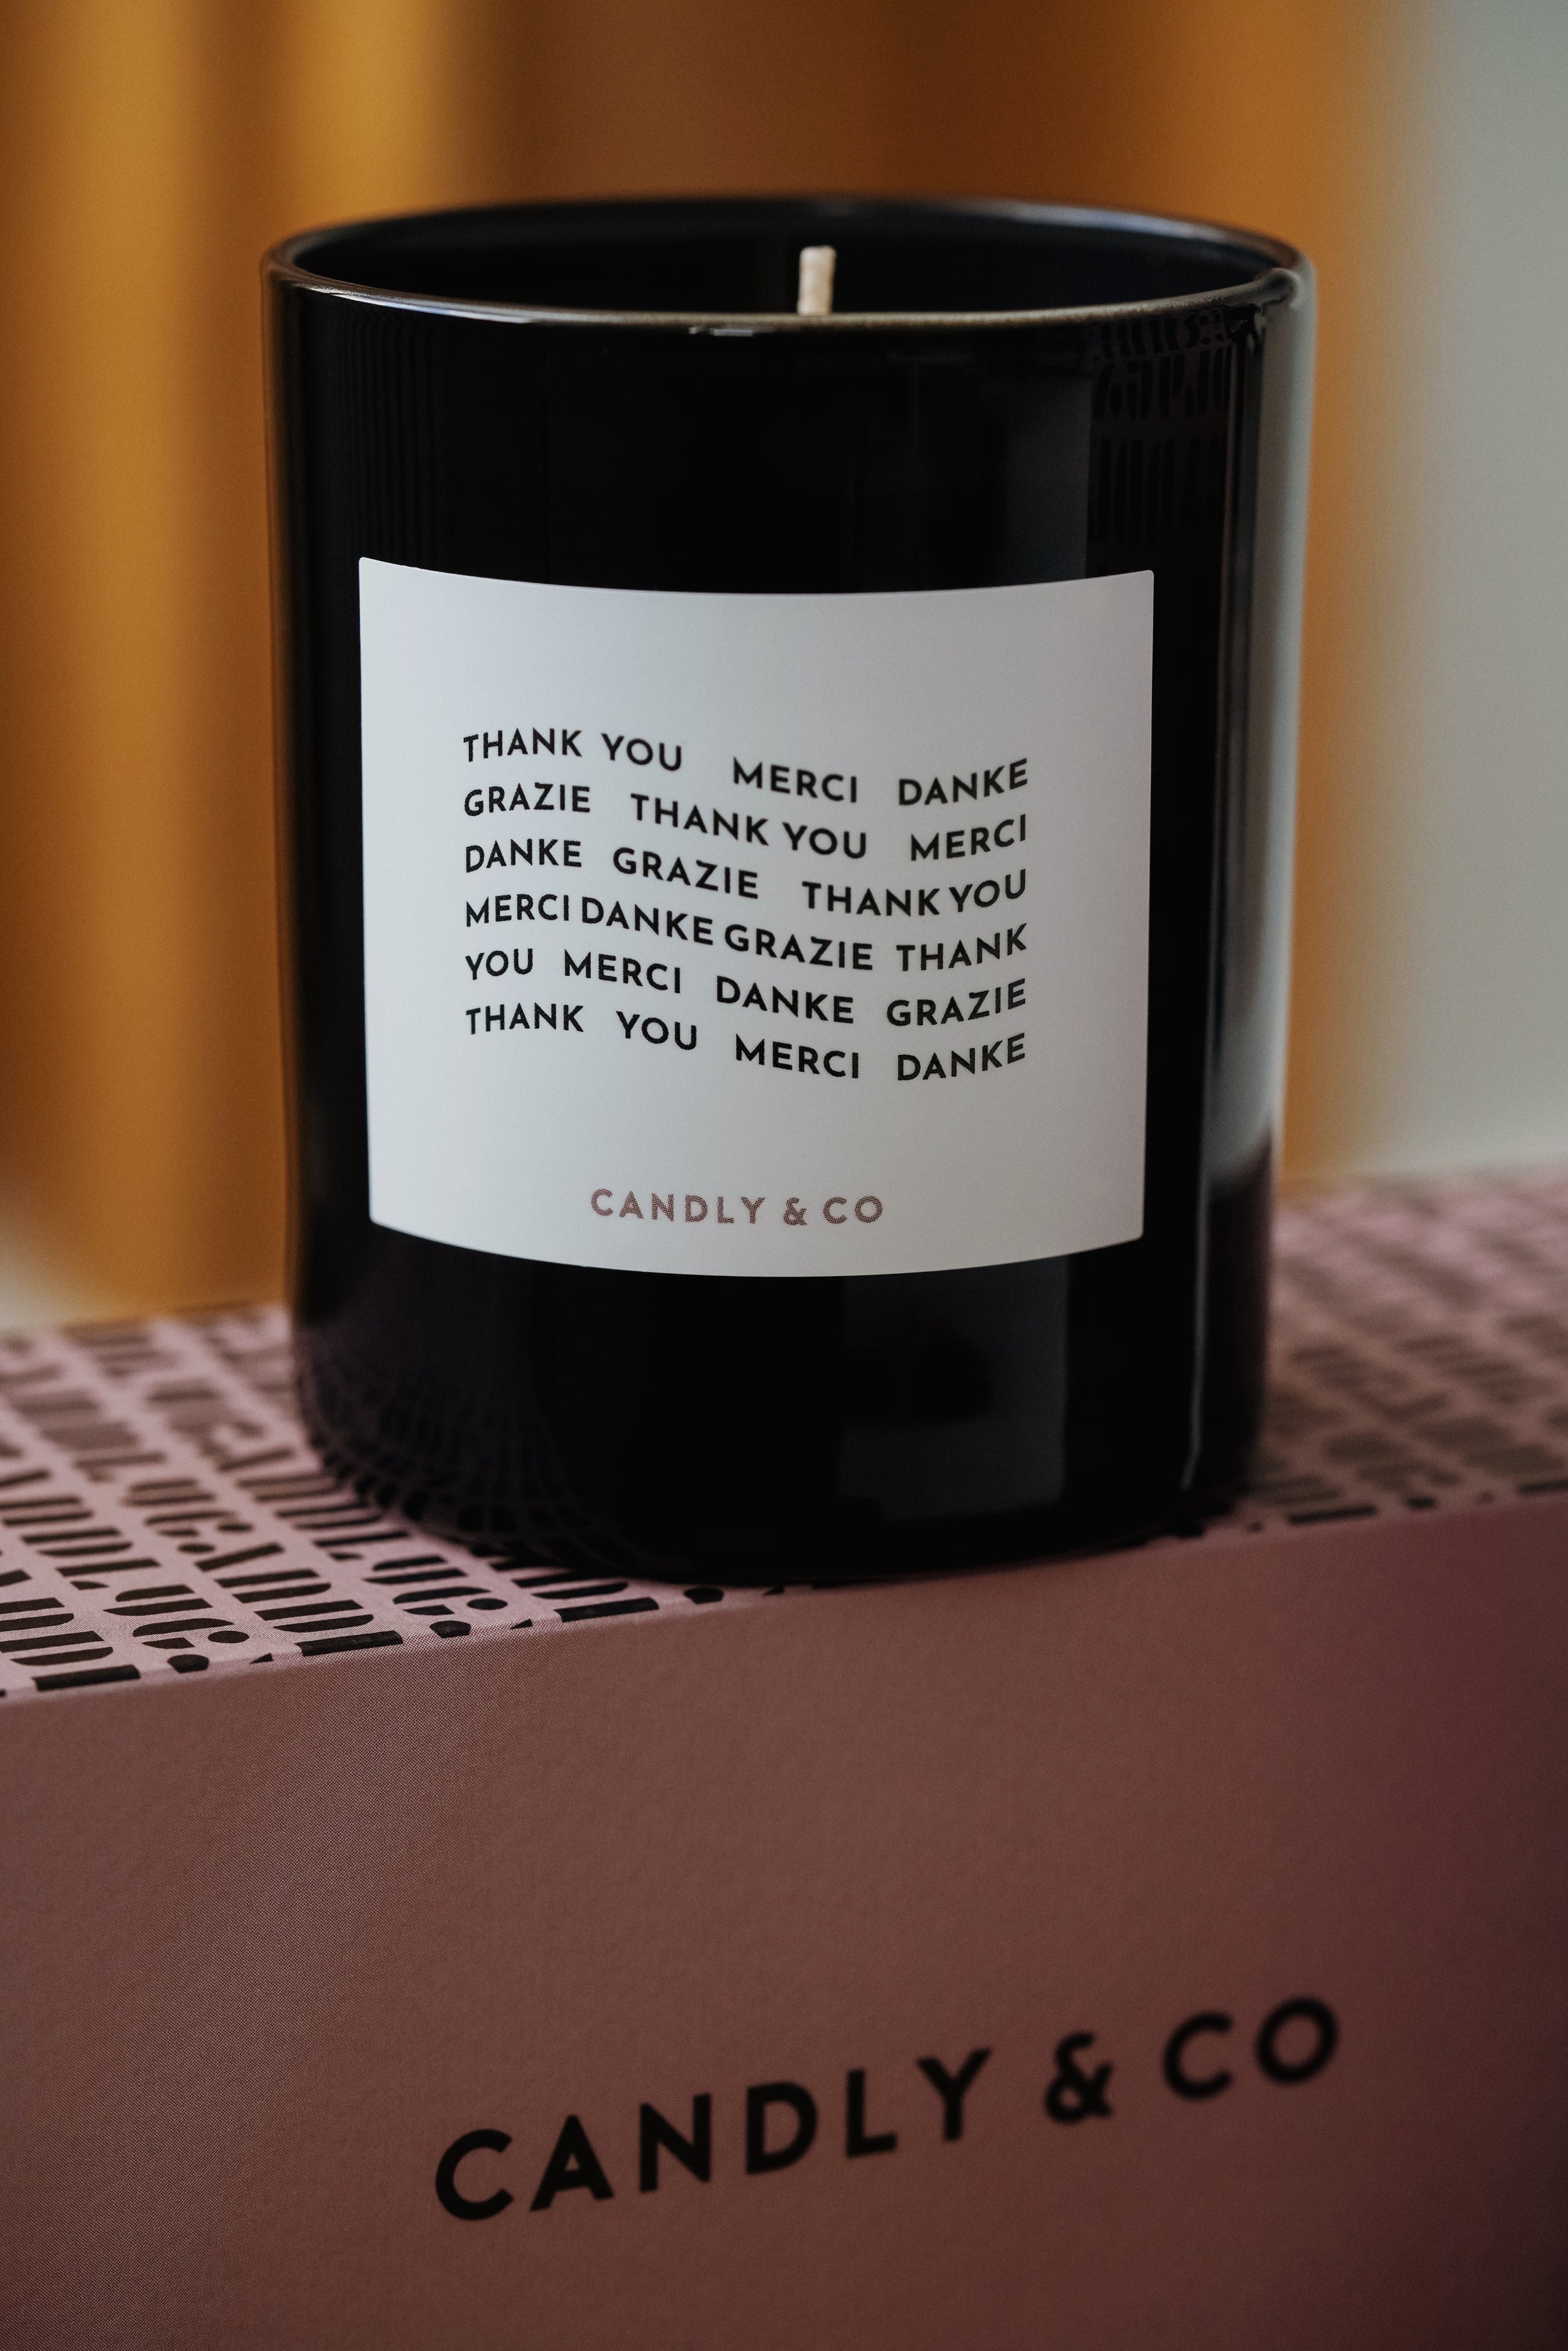 THANK YOU MERCI DANKE
GRAZIE THANK YOU MERCI
DANKE GRAZIE THANK YOU
MERCI DANKE GRAZIE THANK
YOU MERCI DANKE GRAZIE
THANK YOU MERCI DANKE
CANDLY & CO
CANDLY & CO